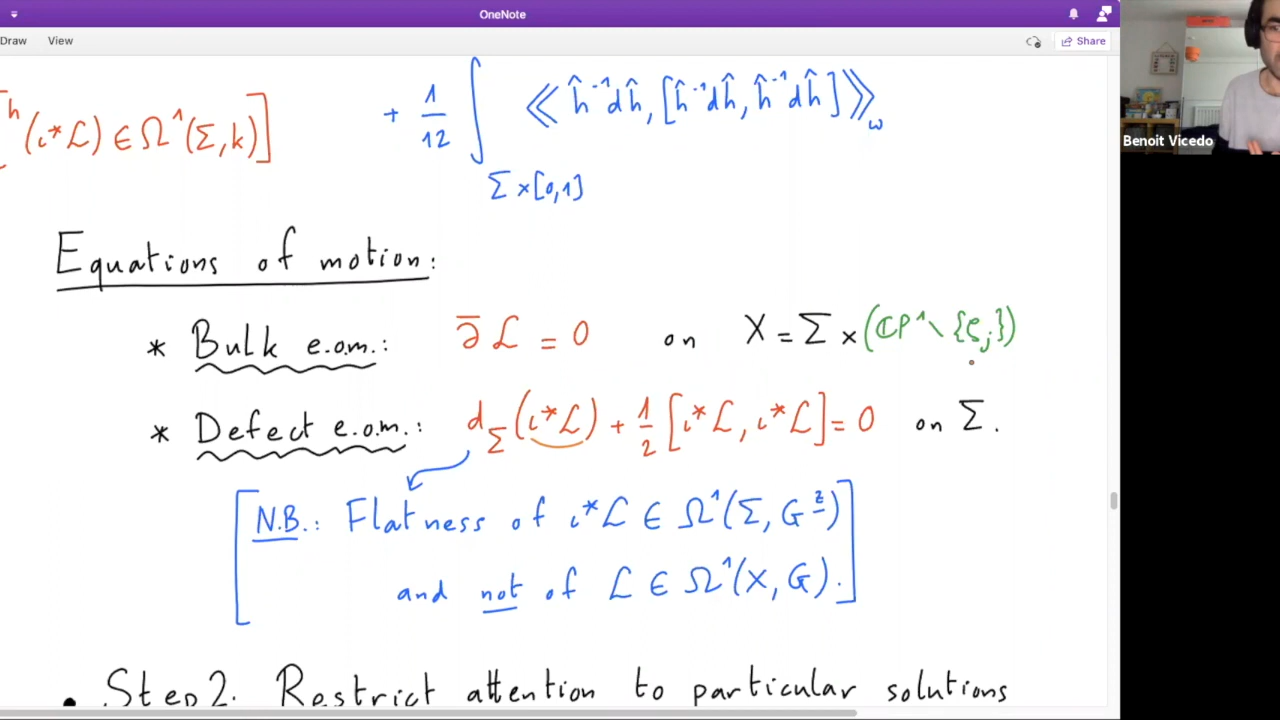 OneNote
Draw View Share
h (ι*ℒ) ∈ Ω¹(Σ, k)]
+ 1/12 ∫ ⟪ĥ⁻¹dĥ, [ĥ⁻¹dĥ, ĥ⁻¹dĥ]⟫_ω
Σ×[0,1]
Benoit Vicedo
Equations of motion:
* Bulk e.o.m.: ∂̄ℒ = 0 on X = Σ × (ℂP¹ \ {ζⱼ})
* Defect e.o.m.: d_Σ(ι*ℒ) + 1/2 [ι*ℒ, ι*ℒ] = 0 on Σ.
[N.B.: Flatness of ι*ℒ ∈ Ω¹(Σ, G^z̲)
and not of ℒ ∈ Ω¹(X, G).]
• Step 2. Restrict attention to particular solutions